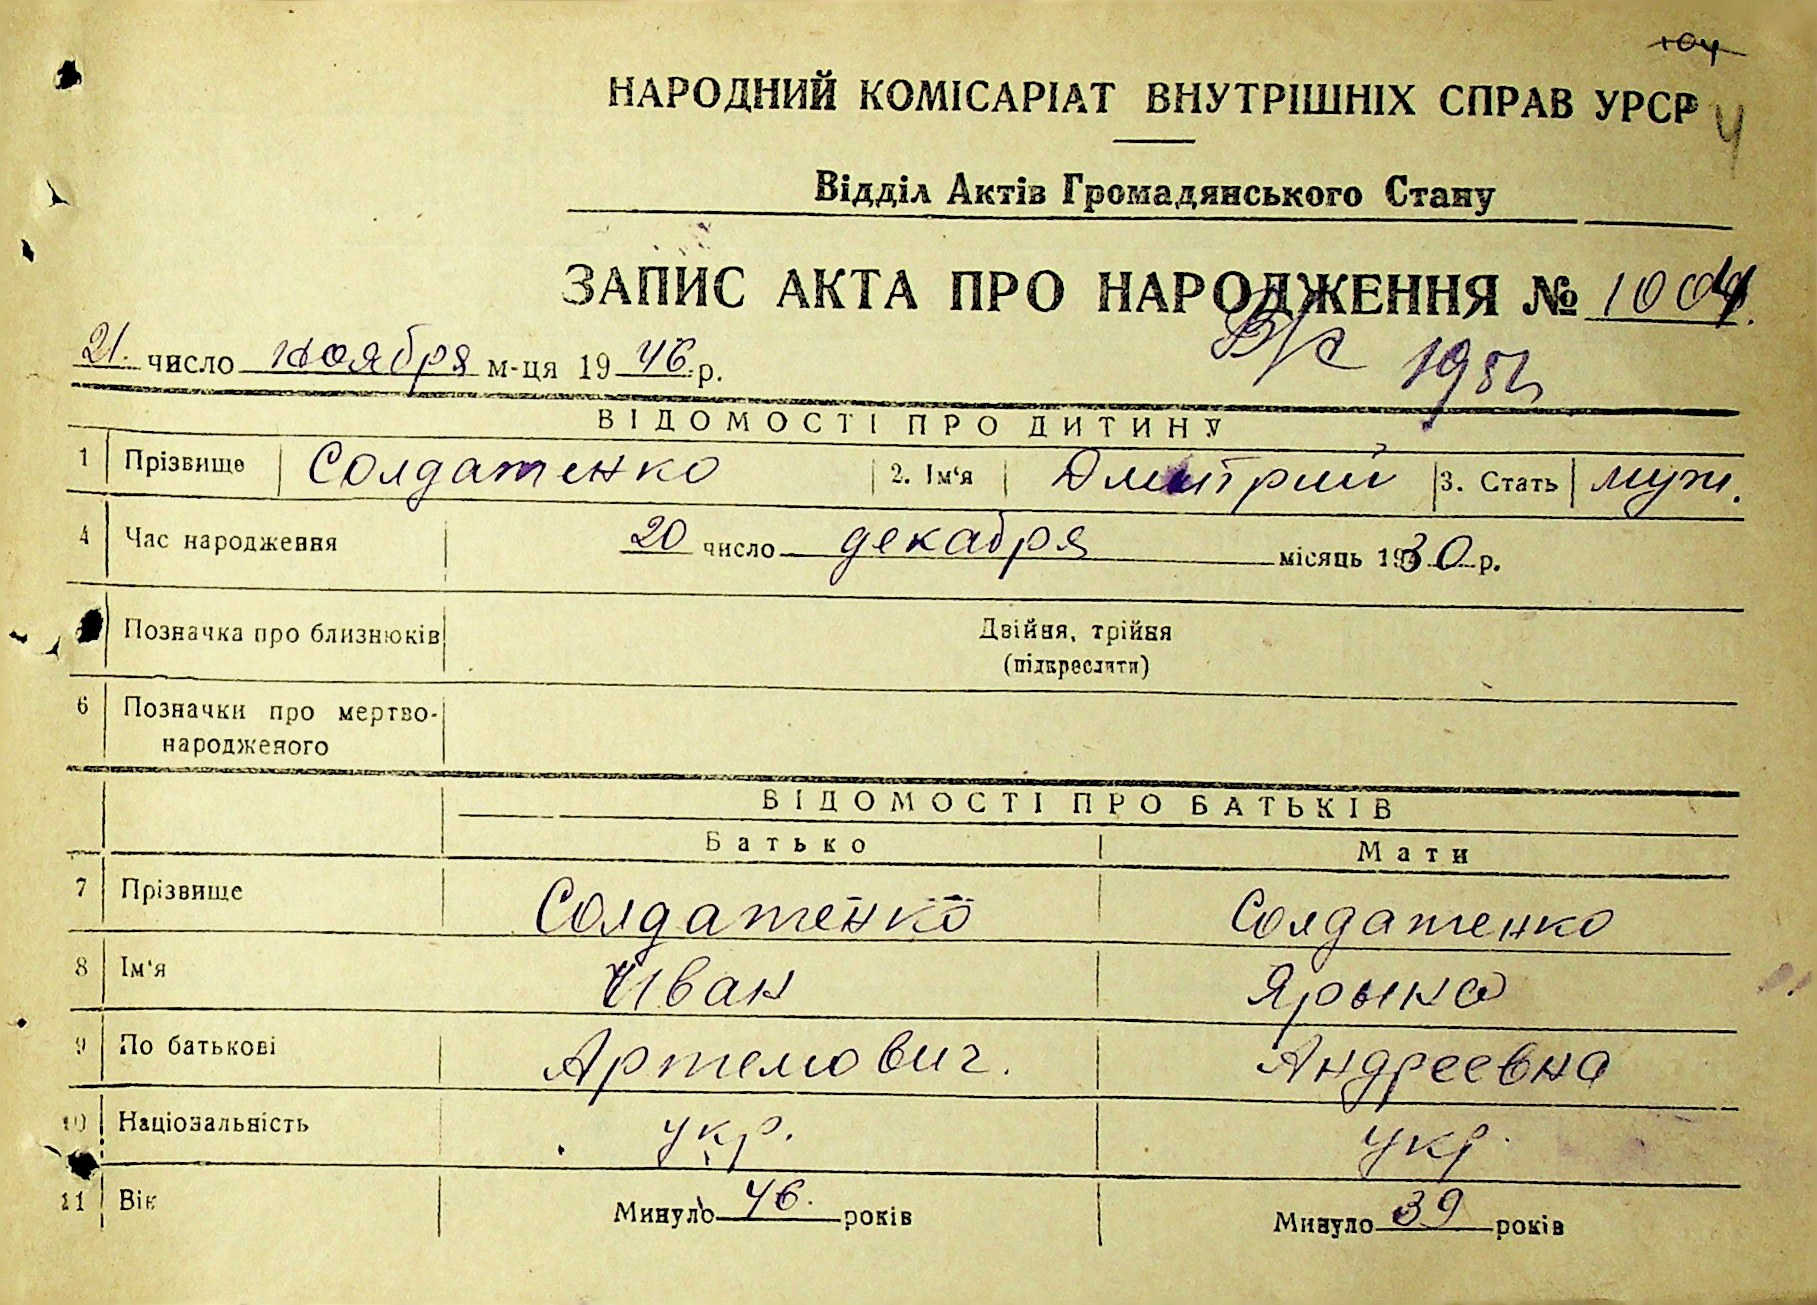 104
НАРОДНИЙ КОМІСАРІАТ ВНУТРІШНІХ СПРАВ УРСР
4
Відділ Актів Громадянського Стану
ЗАПИС АКТА ПРО НАРОДЖЕННЯ № 1004
21. число ноября м-ця 1946 р.
В/с 1952
ВІДОМОСТІ ПРО ДИТИНУ
1 Прізвище Солдатенко 2. Ім'я Дмитрий 3. Стать муж.
4 Час народження 20 число декабря місяць 1930 р.
Позначка про близнюків Двійня, трійня
(підкреслити)
6 Позначки про мертво-
народженого
ВІДОМОСТІ ПРО БАТЬКІВ
Батько Мати
7 Прізвище Солдатенко Солдатенко
8 Ім'я Иван Ярына
9 По батькові Артемович. Андреевна
10 Національність укр. укр.
11 Вік Минуло 46. років Минуло 39 років